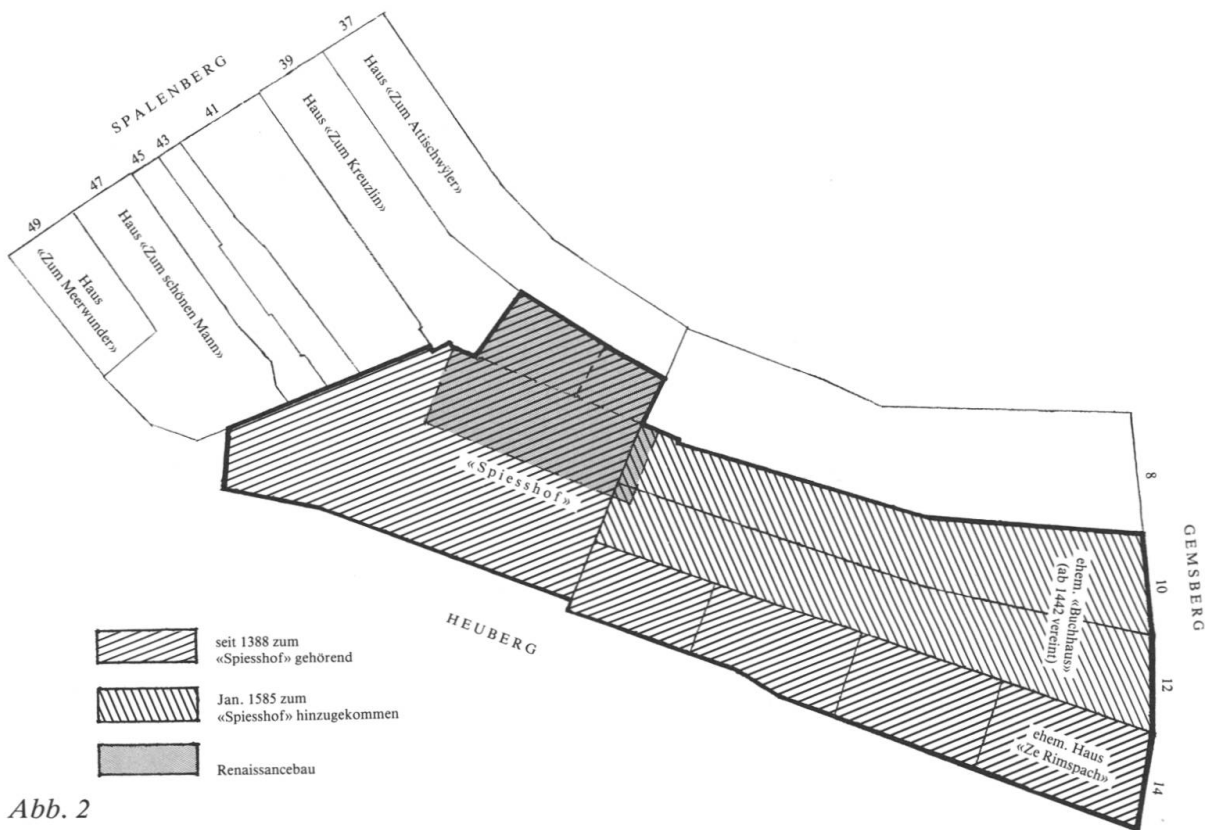 SPALENBERG
37
39
41
43
45
47
49
Haus «Zum Attischwÿler»
Haus «Zum Kreuzlin»
Haus «Zum schönen Mann»
Haus
«Zum Meerwunder»
«Spiesshof»
HEUBERG
8
10
12
14
GEMSBERG
ehem. «Buchhaus»
(ab 1442 vereint)
ehem. Haus
«Ze Rimspach»
seit 1388 zum
«Spiesshof» gehörend
Jan. 1585 zum
«Spiesshof» hinzugekommen
Renaissancebau
Abb. 2